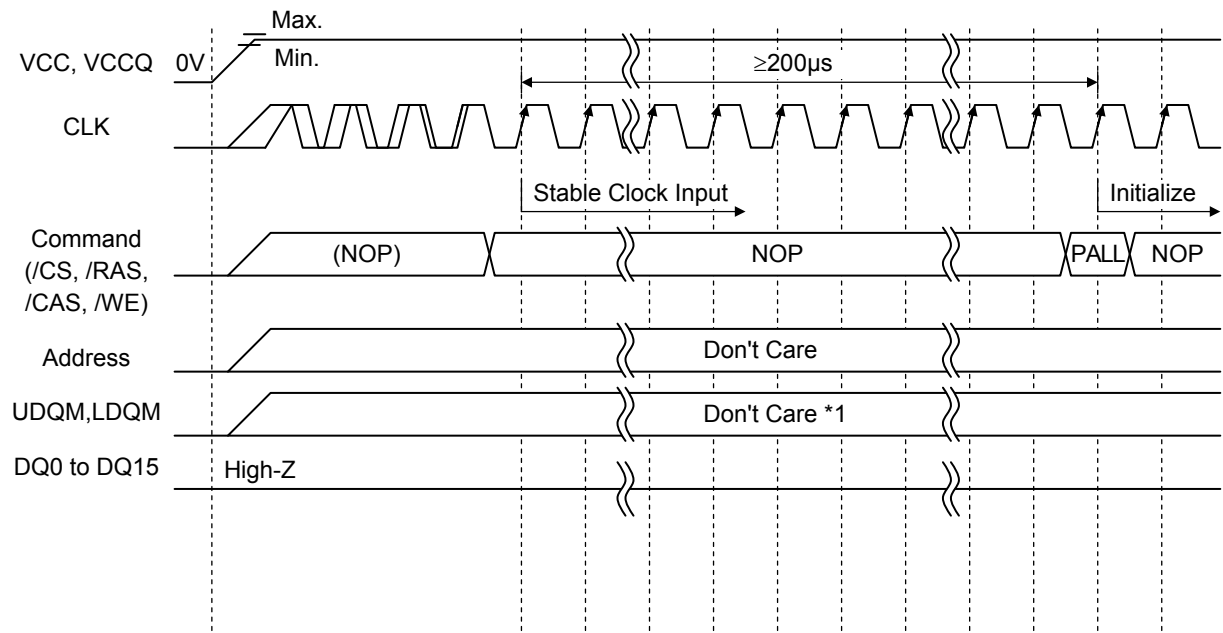 Max.
VCC, VCCQ 0V Min. ≥200µs
CLK
Stable Clock Input Initialize
Command
(/CS, /RAS,
/CAS, /WE)
(NOP) NOP PALL NOP
Address Don't Care
UDQM,LDQM Don't Care *1
DQ0 to DQ15 High-Z